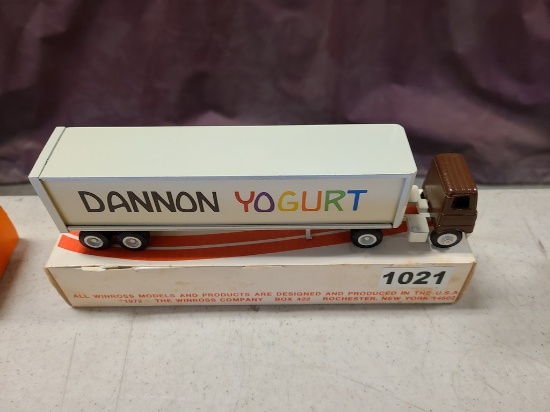 DANNON YOGURT
1021
ALL WINROSS MODELS AND PRODUCTS ARE DESIGNED AND PRODUCED IN THE U.S.A.
THE WINROSS COMPANY BOX 422 ROCHESTER, NEW YORK